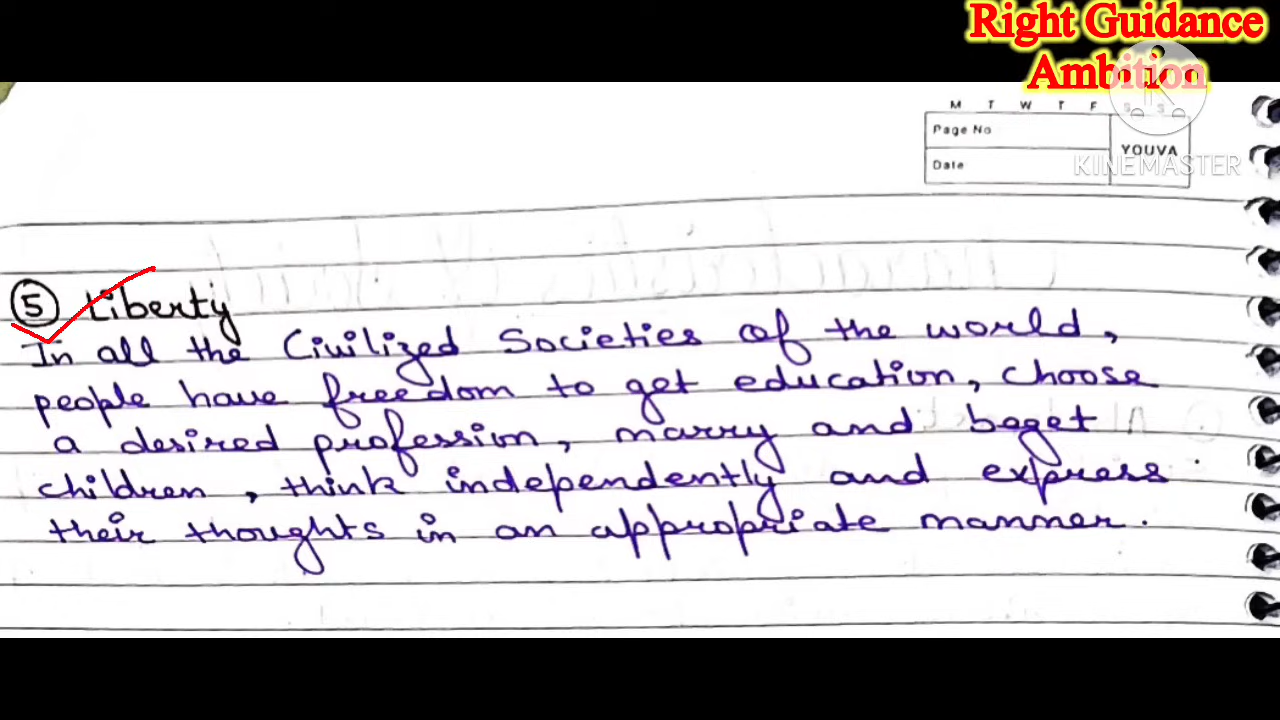 Right Guidance
Ambition
M T W T F S S
Page No
YOUVA
Date
KINEMASTER
⑤ Liberty
In all the Civilized Societies of the world,
people have freedom to get education, choose
a desired profession, marry and beget
children, think independently and express
their thoughts in an appropriate manner.